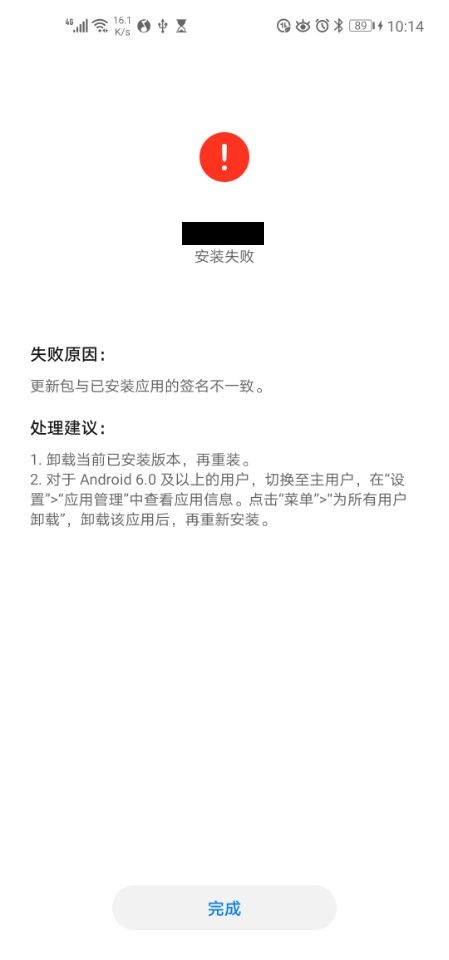 4G 16.1 K/s 89 10:14
安装失败
失败原因：
更新包与已安装应用的签名不一致。
处理建议：
1. 卸载当前已安装版本，再重装。
2. 对于 Android 6.0 及以上的用户，切换至主用户，在“设
置”>“应用管理”中查看应用信息。点击“菜单”>“为所有用户
卸载”，卸载该应用后，再重新安装。
完成